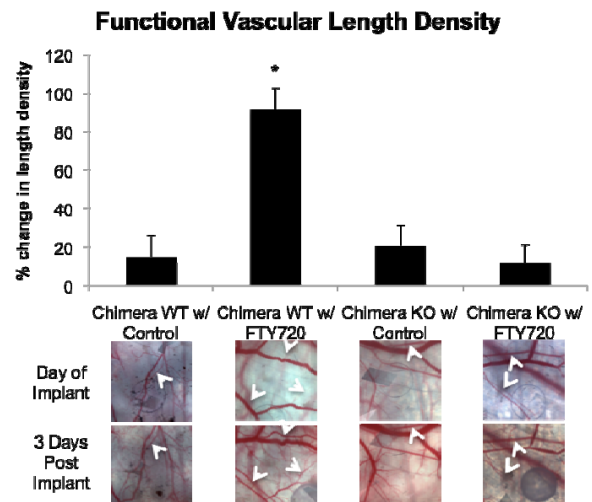 Functional Vascular Length Density
% change in length density
120
100
80
60
40
20
0
*
Chimera WT w/ Control
Chimera WT w/ FTY720
Chimera KO w/ Control
Chimera KO w/ FTY720
Day of Implant
3 Days Post Implant